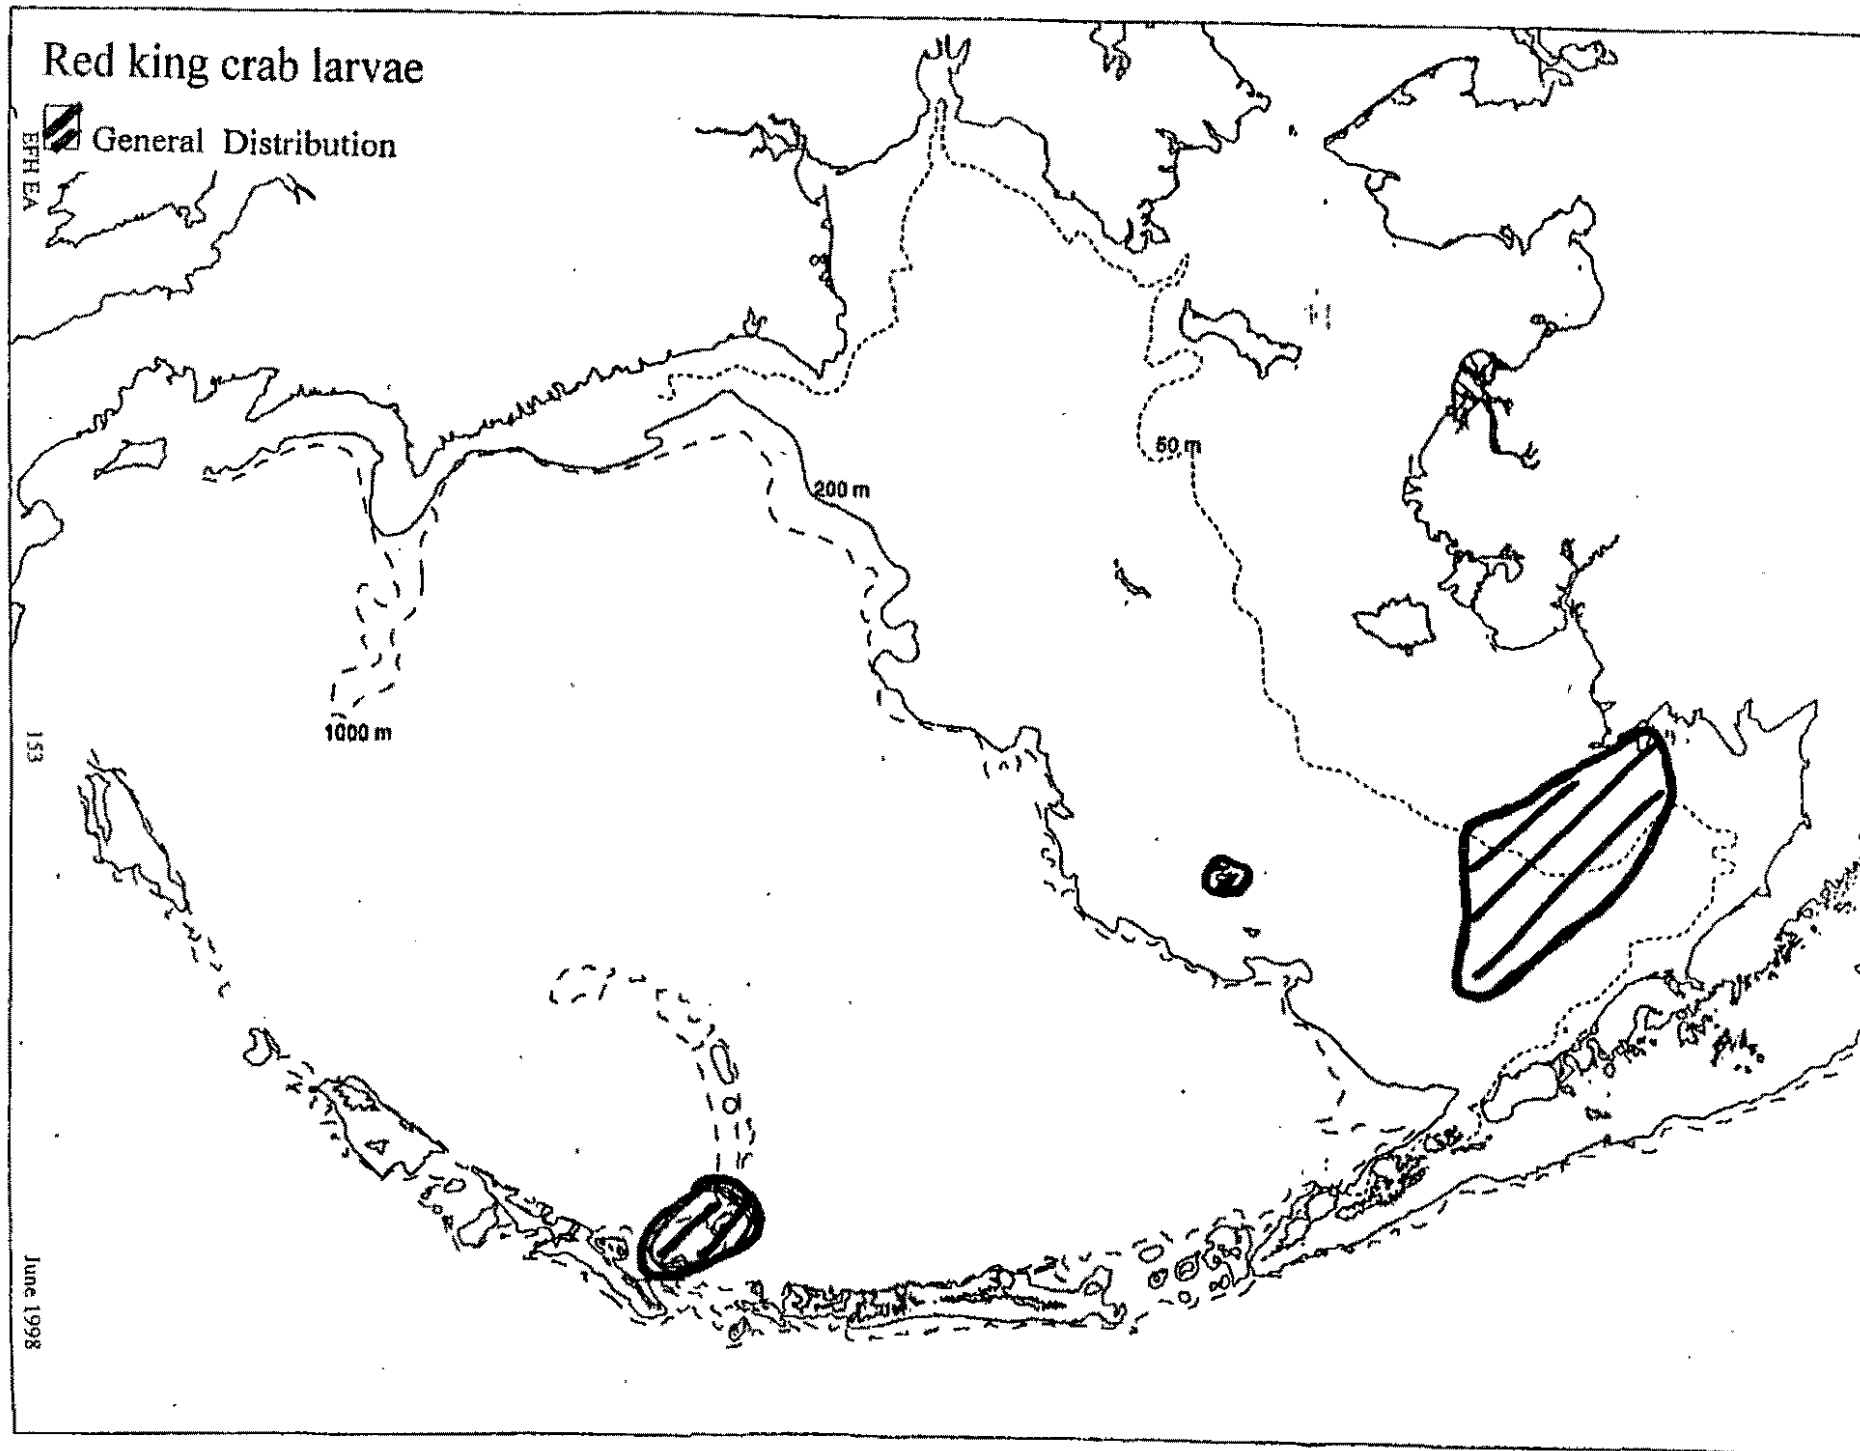 Red king crab larvae
General Distribution
EFH EA
200 m
50 m
1000 m
153
June 1998